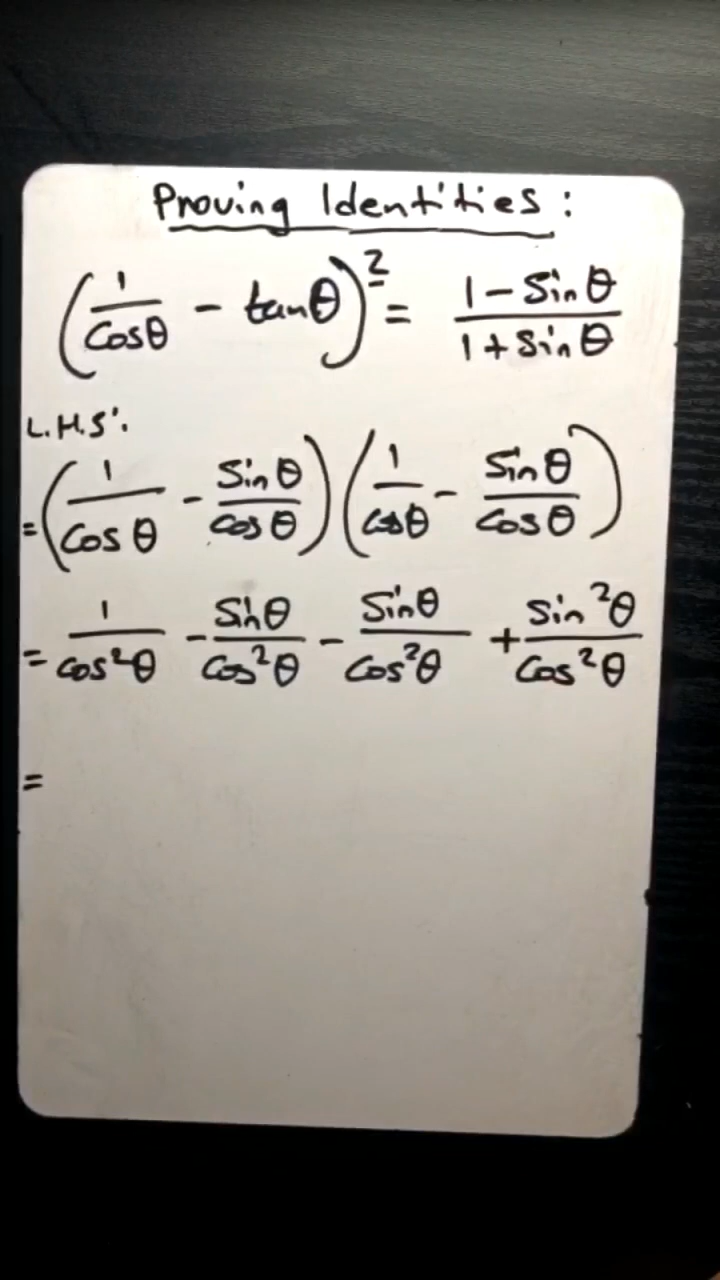 Proving Identities:
(1/cosθ - tanθ)² = (1 - sinθ)/(1 + sinθ)
L.H.S:
= (1/cosθ - sinθ/cosθ)(1/cosθ - sinθ/cosθ)
= 1/cos²θ - sinθ/cos²θ - sinθ/cos²θ + sin²θ/cos²θ
=